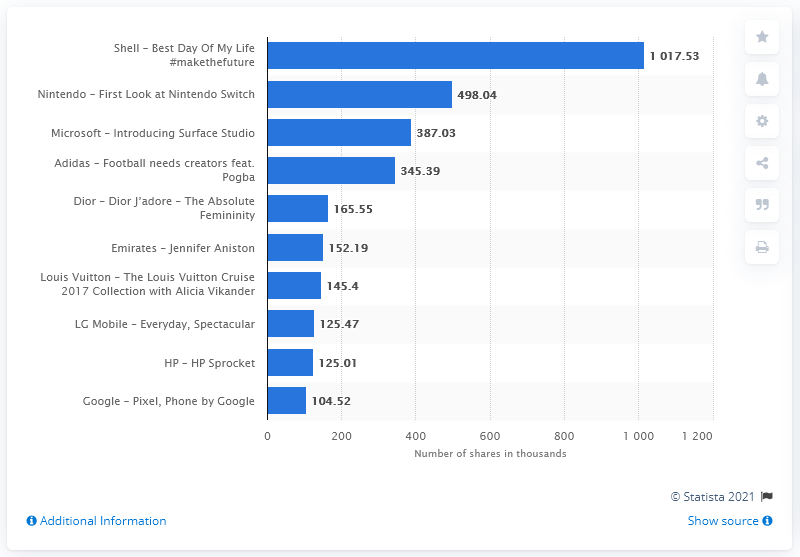 Shell – Best Day Of My Life
#makethefuture
1 017.53
Nintendo – First Look at Nintendo Switch
498.04
Microsoft – Introducing Surface Studio
387.03
Adidas – Football needs creators feat.
Pogba
345.39
Dior – Dior J’adore – The Absolute
Femininity
165.55
Emirates – Jennifer Aniston
152.19
Louis Vuitton – The Louis Vuitton Cruise
2017 Collection with Alicia Vikander
145.4
LG Mobile – Everyday, Spectacular
125.47
HP – HP Sprocket
125.01
Google – Pixel, Phone by Google
104.52
0 200 400 600 800 1 000 1 200
Number of shares in thousands
© Statista 2021
Additional Information
Show source